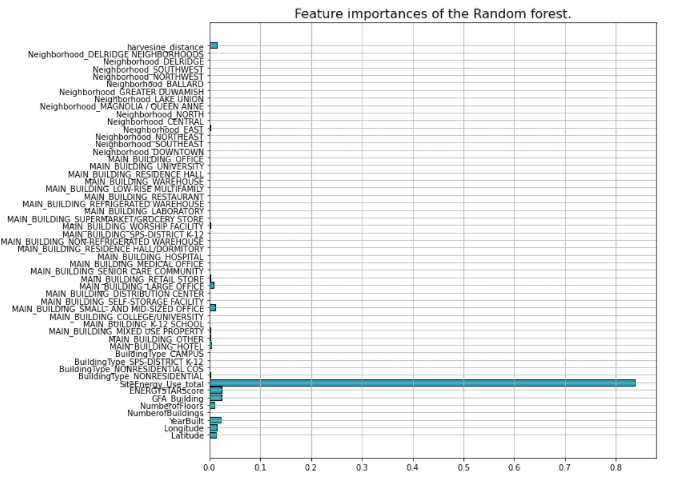 Feature importances of the Random forest.
harvesine_distance
Neighborhood_DELRIDGE NEIGHBORHOODS
Neighborhood_DELRIDGE
Neighborhood_SOUTHWEST
Neighborhood_NORTHWEST
Neighborhood_BALLARD
Neighborhood_GREATER DUWAMISH
Neighborhood_LAKE UNION
Neighborhood_MAGNOLIA / QUEEN ANNE
Neighborhood_NORTH
Neighborhood_CENTRAL
Neighborhood_EAST
Neighborhood_NORTHEAST
Neighborhood_SOUTHEAST
Neighborhood_DOWNTOWN
MAIN_BUILDING_OFFICE
MAIN_BUILDING_UNIVERSITY
MAIN_BUILDING_RESIDENCE HALL
MAIN_BUILDING_WAREHOUSE
MAIN_BUILDING_LOW-RISE MULTIFAMILY
MAIN_BUILDING_RESTAURANT
MAIN_BUILDING_REFRIGERATED WAREHOUSE
MAIN_BUILDING_LABORATORY
MAIN_BUILDING_SUPERMARKET/GROCERY STORE
MAIN_BUILDING_WORSHIP FACILITY
MAIN_BUILDING_SPS-DISTRICT K-12
MAIN_BUILDING_NON-REFRIGERATED WAREHOUSE
MAIN_BUILDING_RESIDENCE HALL/DORMITORY
MAIN_BUILDING_HOSPITAL
MAIN_BUILDING_MEDICAL OFFICE
MAIN_BUILDING_SENIOR CARE COMMUNITY
MAIN_BUILDING_RETAIL STORE
MAIN_BUILDING_LARGE OFFICE
MAIN_BUILDING_DISTRIBUTION CENTER
MAIN_BUILDING_SELF-STORAGE FACILITY
MAIN_BUILDING_SMALL- AND MID-SIZED OFFICE
MAIN_BUILDING_COLLEGE/UNIVERSITY
MAIN_BUILDING_K-12 SCHOOL
MAIN_BUILDING_MIXED USE PROPERTY
MAIN_BUILDING_OTHER
MAIN_BUILDING_HOTEL
BuildingType_CAMPUS
BuildingType_SPS-DISTRICT K-12
BuildingType_NONRESIDENTIAL COS
BuildingType_NONRESIDENTIAL
SiteEnergy_Use_total
ENERGYSTARScore
GFA_Building
NumberofFloors
NumberofBuildings
YearBuilt
Longitude
Latitude
0.0 0.1 0.2 0.3 0.4 0.5 0.6 0.7 0.8